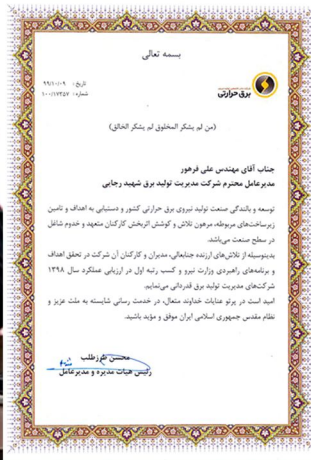 بسمه تعالی
برق حرارتی
تاریخ : ۹۹/۱۰/۰۹
شماره : ۱۰۰/۱۷۳۵۷
(من لم یشکر المخلوق لم یشکر الخالق)
جناب آقای مهندس علی فرهور
مدیرعامل محترم شرکت مدیریت تولید برق شهید رجایی
توسعه و بالندگی صنعت تولید نیروی برق حرارتی کشور و دستیابی به اهداف و تامین
زیرساخت‌های مربوطه، مرهون تلاش و کوشش اثربخش کارکنان متعهد و خدوم شاغل
در سطح صنعت می‌باشد.
بدینوسیله از تلاش‌های ارزنده جنابعالی، مدیران و کارکنان آن شرکت در تحقق اهداف
و برنامه‌های راهبردی وزارت نیرو و کسب رتبه اول در ارزیابی عملکرد سال ۱۳۹۸
شرکت‌های مدیریت تولید برق قدردانی می‌نمایم.
امید است در پرتو عنایات خداوند متعال، در خدمت رسانی شایسته به ملت عزیز و
نظام مقدس جمهوری اسلامی ایران موفق و مؤید باشید.
محسن طرزطلب
رئیس هیات مدیره و مدیرعامل